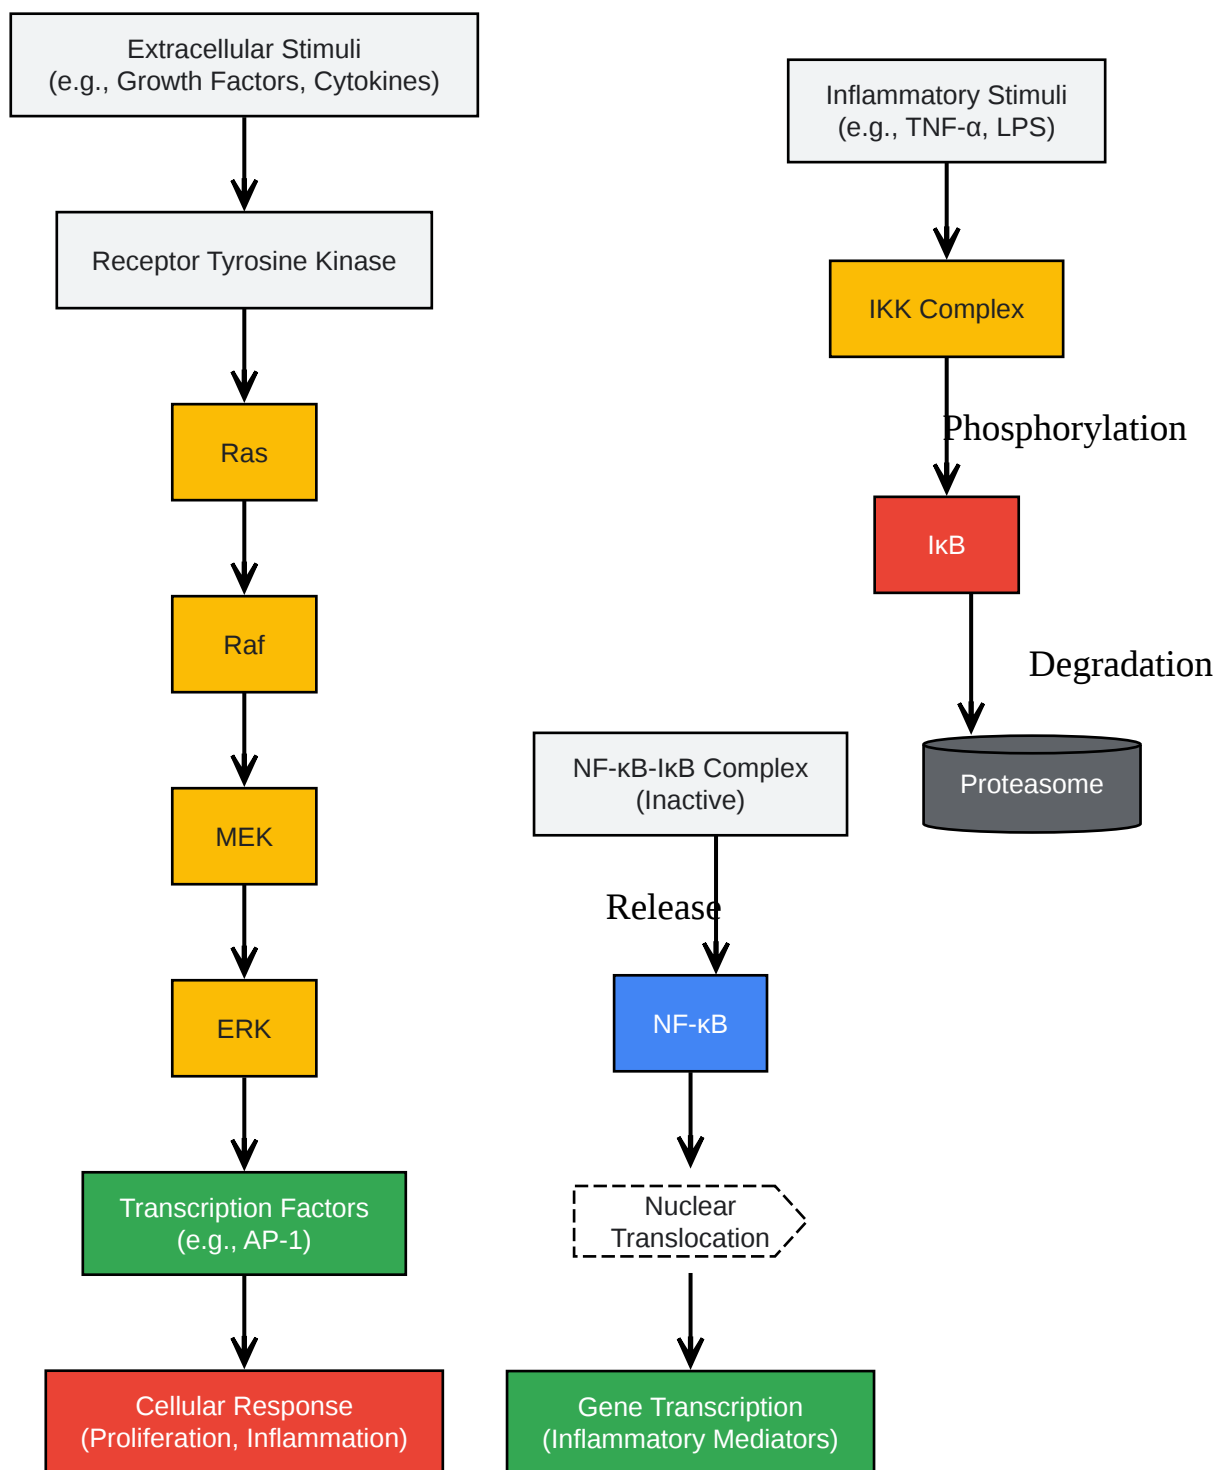 Extracellular Stimuli
(e.g., Growth Factors, Cytokines)
Receptor Tyrosine Kinase
Ras
Raf
MEK
ERK
Transcription Factors
(e.g., AP-1)
Cellular Response
(Proliferation, Inflammation)
Inflammatory Stimuli
(e.g., TNF-α, LPS)
IKK Complex
Phosphorylation
IκB
Degradation
Proteasome
NF-κB-IκB Complex
(Inactive)
Release
NF-κB
Nuclear
Translocation
Gene Transcription
(Inflammatory Mediators)